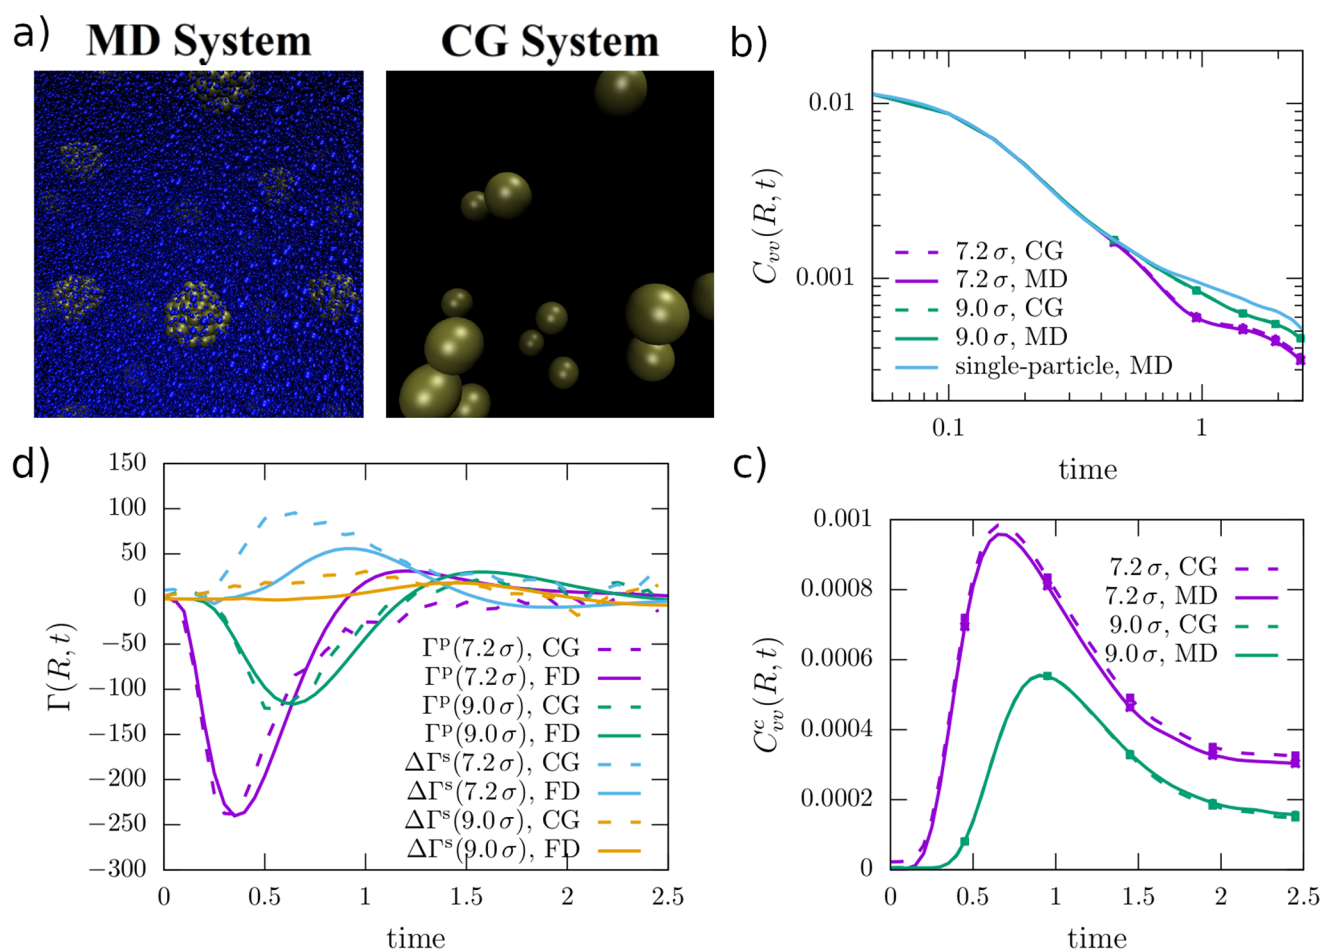 a)
MD System
CG System
b)
0.01
0.001
C_vv(R, t)
7.2 σ, CG
7.2 σ, MD
9.0 σ, CG
9.0 σ, MD
single-particle, MD
0.1
1
time
d)
150
100
50
0
−50
−100
−150
−200
−250
−300
Γ(R, t)
Γ^p(7.2 σ), CG
Γ^p(7.2 σ), FD
Γ^p(9.0 σ), CG
Γ^p(9.0 σ), FD
ΔΓ^s(7.2 σ), CG
ΔΓ^s(7.2 σ), FD
ΔΓ^s(9.0 σ), CG
ΔΓ^s(9.0 σ), FD
0
0.5
1
1.5
2
2.5
time
c)
0.001
0.0008
0.0006
0.0004
0.0002
0
C^c_vv(R, t)
7.2 σ, CG
7.2 σ, MD
9.0 σ, CG
9.0 σ, MD
0
0.5
1
1.5
2
2.5
time